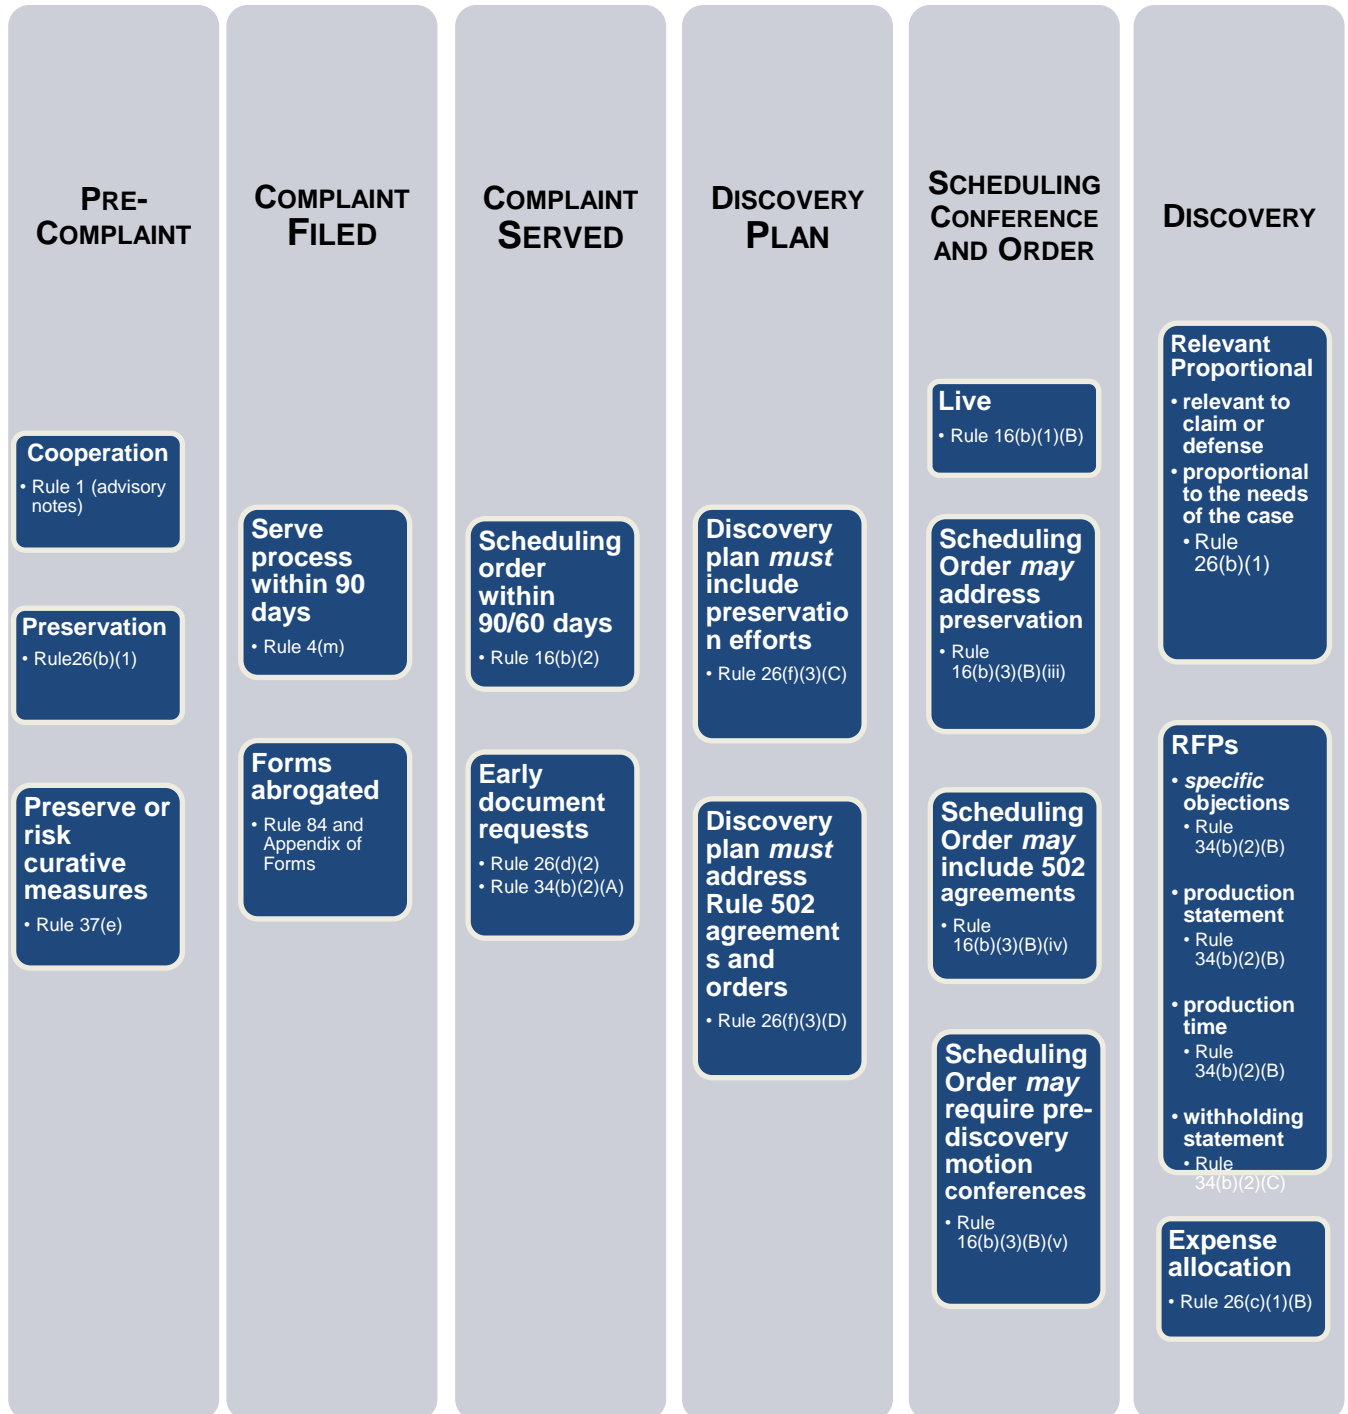 PRE-
COMPLAINT
Cooperation
• Rule 1 (advisory
notes)
Preservation
• Rule26(b)(1)
Preserve or
risk
curative
measures
• Rule 37(e)
COMPLAINT
FILED
Serve
process
within 90
days
• Rule 4(m)
Forms
abrogated
• Rule 84 and
Appendix of
Forms
COMPLAINT
SERVED
Scheduling
order
within
90/60 days
• Rule 16(b)(2)
Early
document
requests
• Rule 26(d)(2)
• Rule 34(b)(2)(A)
DISCOVERY
PLAN
Discovery
plan must
include
preservatio
n efforts
• Rule 26(f)(3)(C)
Discovery
plan must
address
Rule 502
agreement
s and
orders
• Rule 26(f)(3)(D)
SCHEDULING
CONFERENCE
AND ORDER
Live
• Rule 16(b)(1)(B)
Scheduling
Order may
address
preservation
• Rule
16(b)(3)(B)(iii)
Scheduling
Order may
include 502
agreements
• Rule
16(b)(3)(B)(iv)
Scheduling
Order may
require pre-
discovery
motion
conferences
• Rule
16(b)(3)(B)(v)
DISCOVERY
Relevant
Proportional
• relevant to
claim or
defense
• proportional
to the needs
of the case
• Rule
26(b)(1)
RFPs
• specific
objections
• Rule
34(b)(2)(B)
• production
statement
• Rule
34(b)(2)(B)
• production
time
• Rule
34(b)(2)(B)
• withholding
statement
• Rule
34(b)(2)(C)
Expense
allocation
• Rule 26(c)(1)(B)